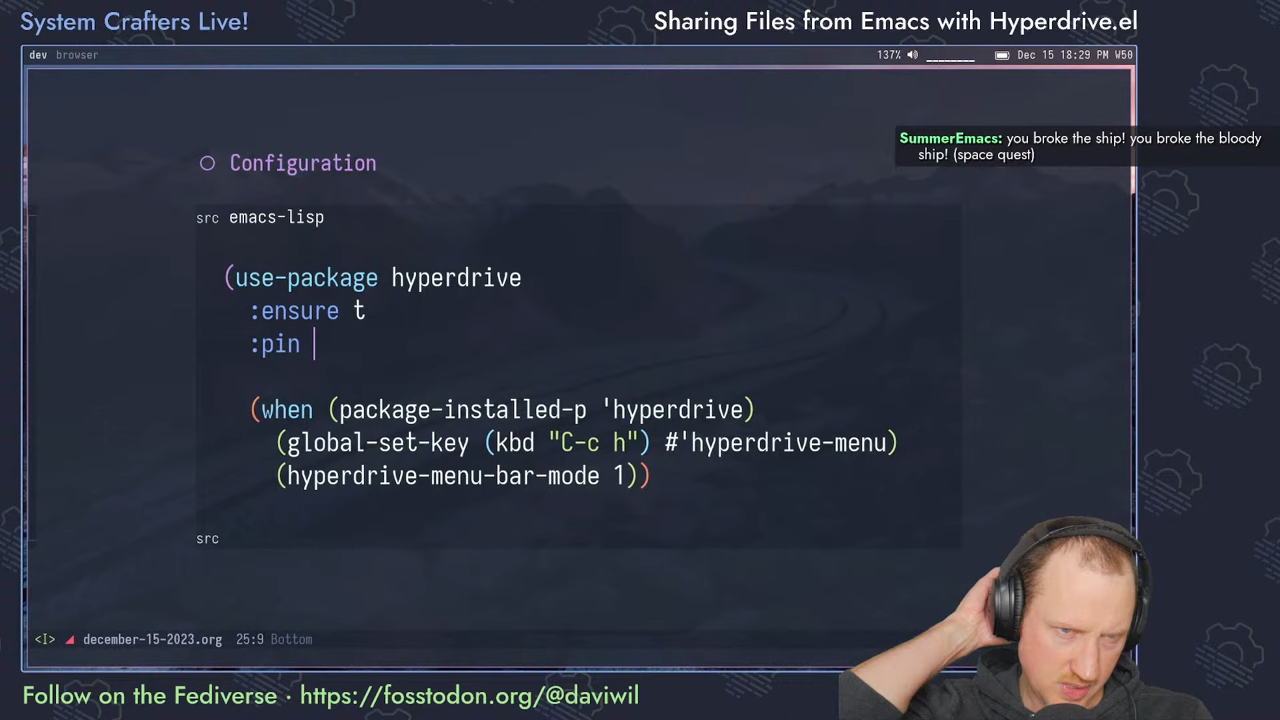 System Crafters Live!
Sharing Files from Emacs with Hyperdrive.el
dev browser
137% Dec 15 18:29 PM W50
SummerEmacs: you broke the ship! you broke the bloody
ship! (space quest)
Configuration
src emacs-lisp
(use-package hyperdrive
:ensure t
:pin
(when (package-installed-p 'hyperdrive)
(global-set-key (kbd "C-c h") #'hyperdrive-menu)
(hyperdrive-menu-bar-mode 1))
src
<I> december-15-2023.org 25:9 Bottom
Follow on the Fediverse · https://fosstodon.org/@daviwil